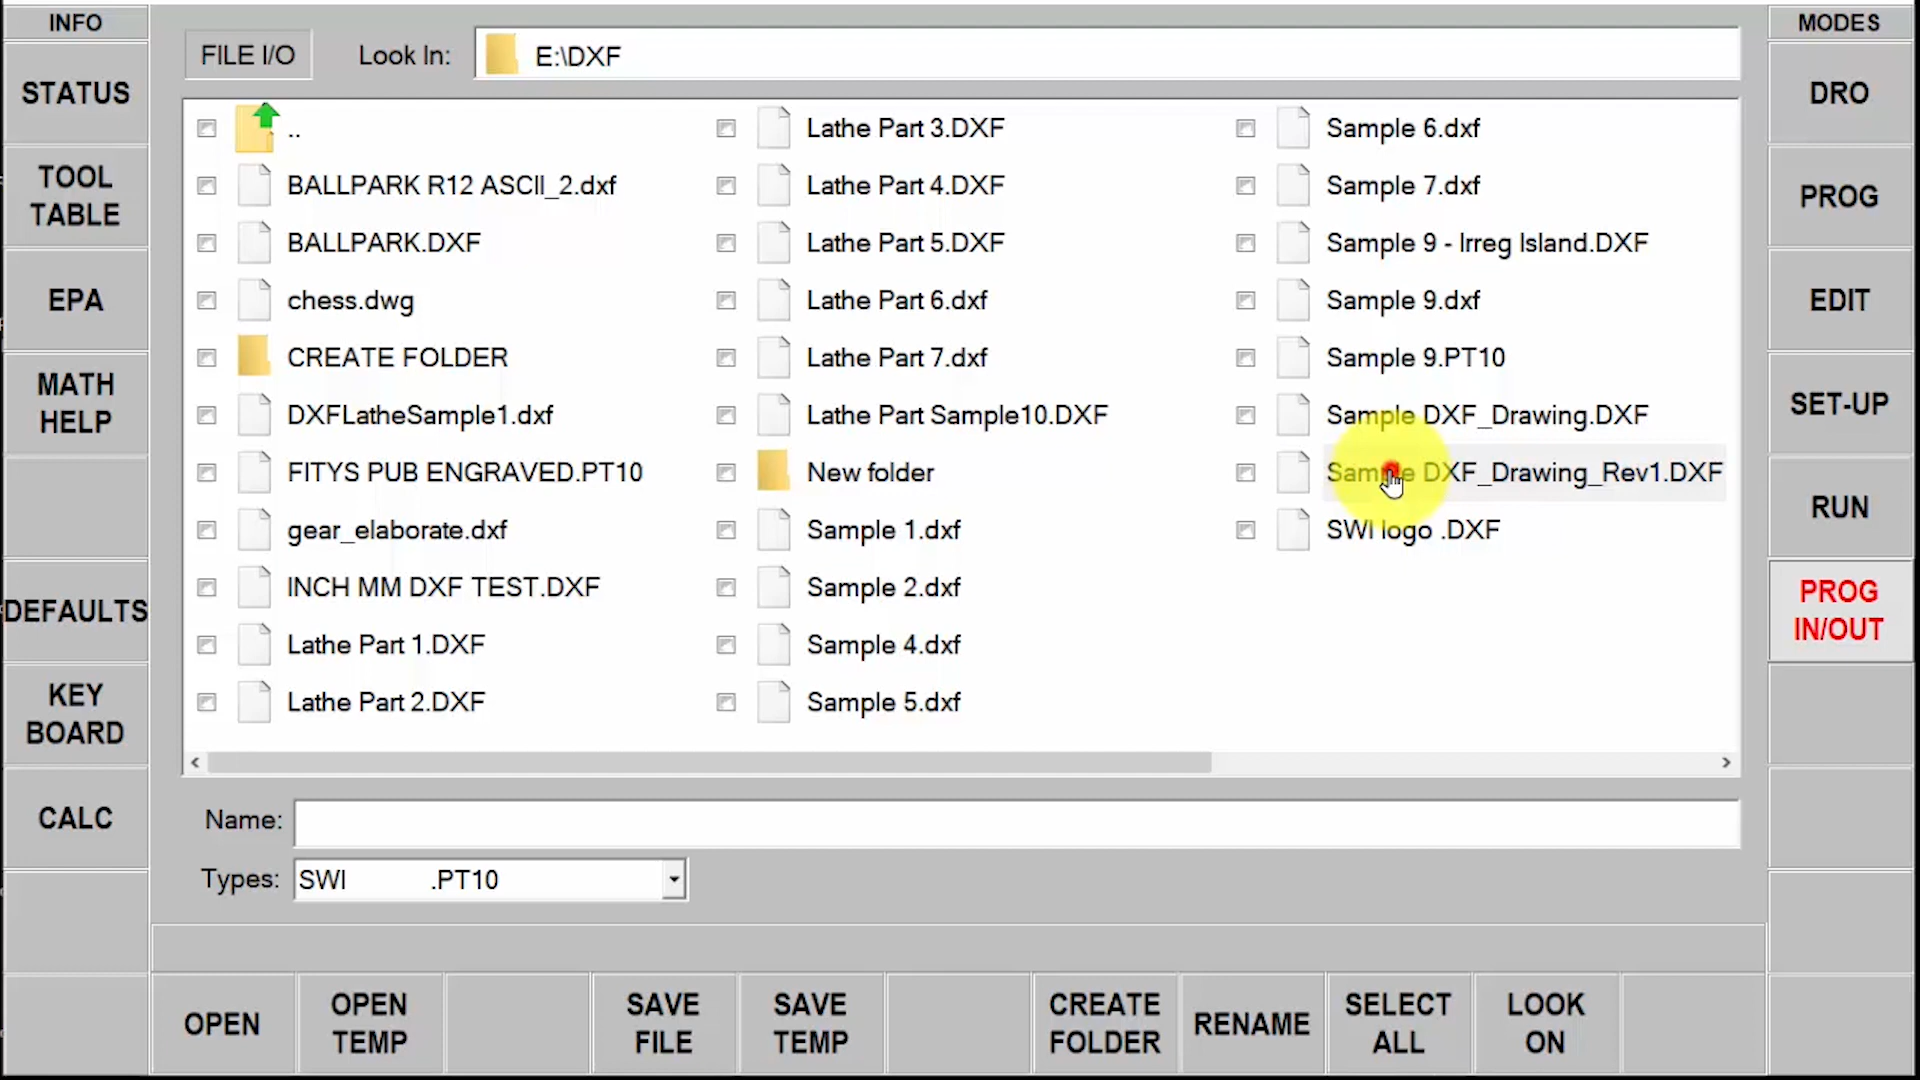 INFO
STATUS
TOOL
TABLE
EPA
MATH
HELP
DEFAULTS
KEY
BOARD
CALC
FILE I/O
Look In:
E:\DXF
..
BALLPARK R12 ASCII_2.dxf
BALLPARK.DXF
chess.dwg
CREATE FOLDER
DXFLatheSample1.dxf
FITYS PUB ENGRAVED.PT10
gear_elaborate.dxf
INCH MM DXF TEST.DXF
Lathe Part 1.DXF
Lathe Part 2.DXF
Lathe Part 3.DXF
Lathe Part 4.DXF
Lathe Part 5.DXF
Lathe Part 6.dxf
Lathe Part 7.dxf
Lathe Part Sample10.DXF
New folder
Sample 1.dxf
Sample 2.dxf
Sample 4.dxf
Sample 5.dxf
Sample 6.dxf
Sample 7.dxf
Sample 9 - Irreg Island.DXF
Sample 9.dxf
Sample 9.PT10
Sample DXF_Drawing.DXF
Sample DXF_Drawing_Rev1.DXF
SWI logo .DXF
Name:
Types:
SWI .PT10
OPEN
OPEN
TEMP
SAVE
FILE
SAVE
TEMP
CREATE
FOLDER
RENAME
SELECT
ALL
LOOK
ON
MODES
DRO
PROG
EDIT
SET-UP
RUN
PROG
IN/OUT